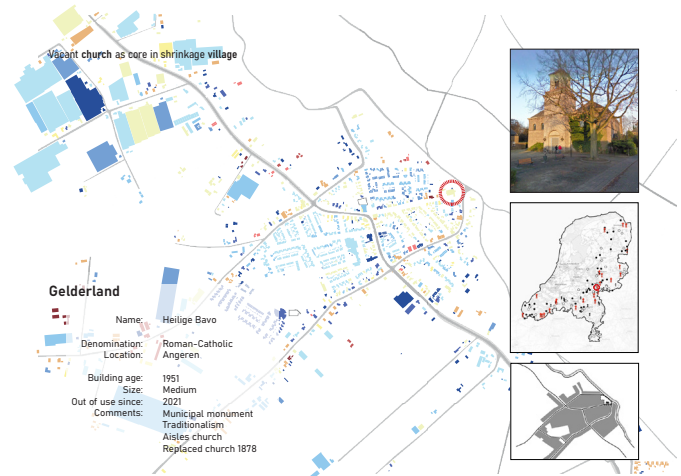 Vacant church as core in shrinkage village
Gelderland
Name: Heilige Bavo
Denomination: Roman-Catholic
Location: Angeren
Building age: 1951
Size: Medium
Out of use since: 2021
Comments: Municipal monument
Traditionalism
Aisles church
Replaced church 1878